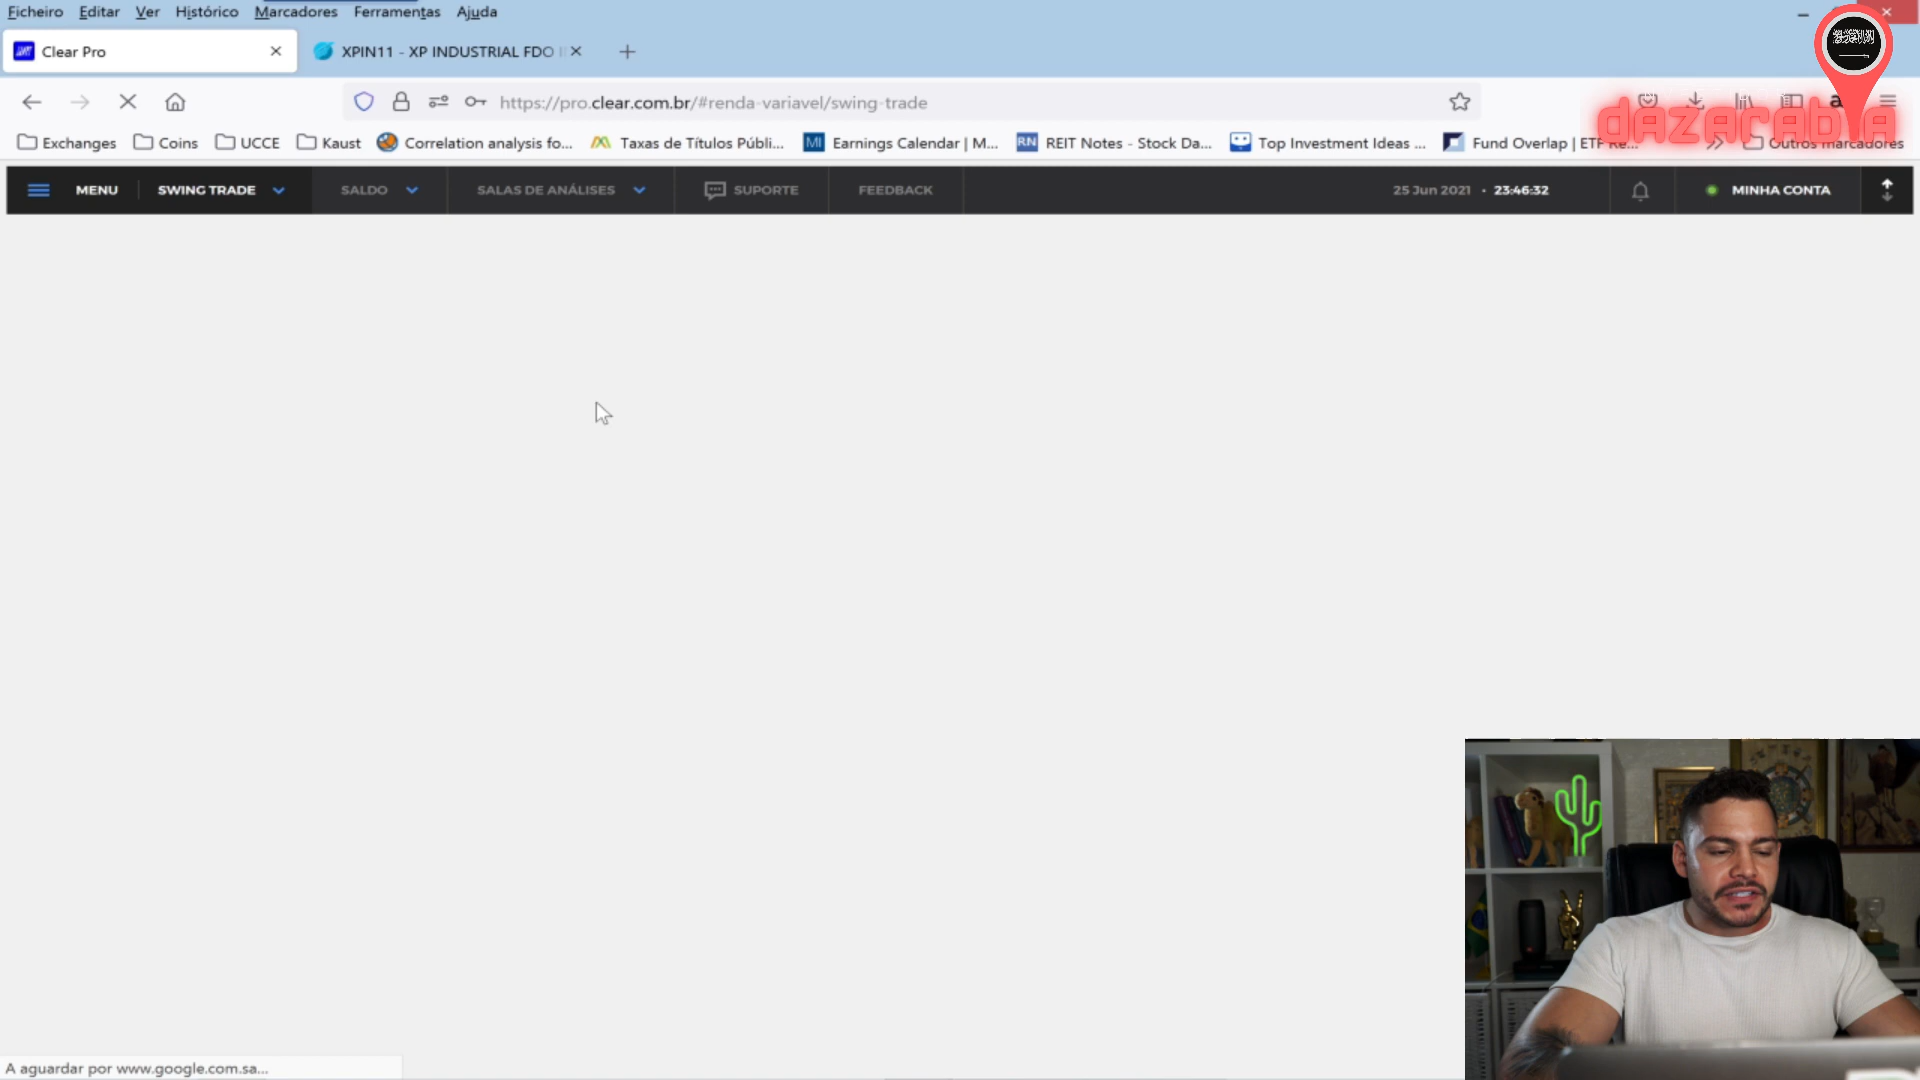 Ficheiro Editar Ver Histórico Marcadores Ferramentas Ajuda
Clear Pro XPIN11 - XP INDUSTRIAL FDO
https://pro.clear.com.br/#renda-variavel/swing-trade
dazarabia
Exchanges Coins UCCE Kaust Correlation analysis fo... Taxas de Títulos Públi... MI Earnings Calendar | M... RN REIT Notes - Stock Da... Top Investment Ideas ... Fund Overlap | ETF Re... Outros marcadores
MENU SWING TRADE SALDO SALAS DE ANÁLISES SUPORTE FEEDBACK 25 Jun 2021 • 23:46:32 MINHA CONTA
A aguardar por www.google.com.sa...